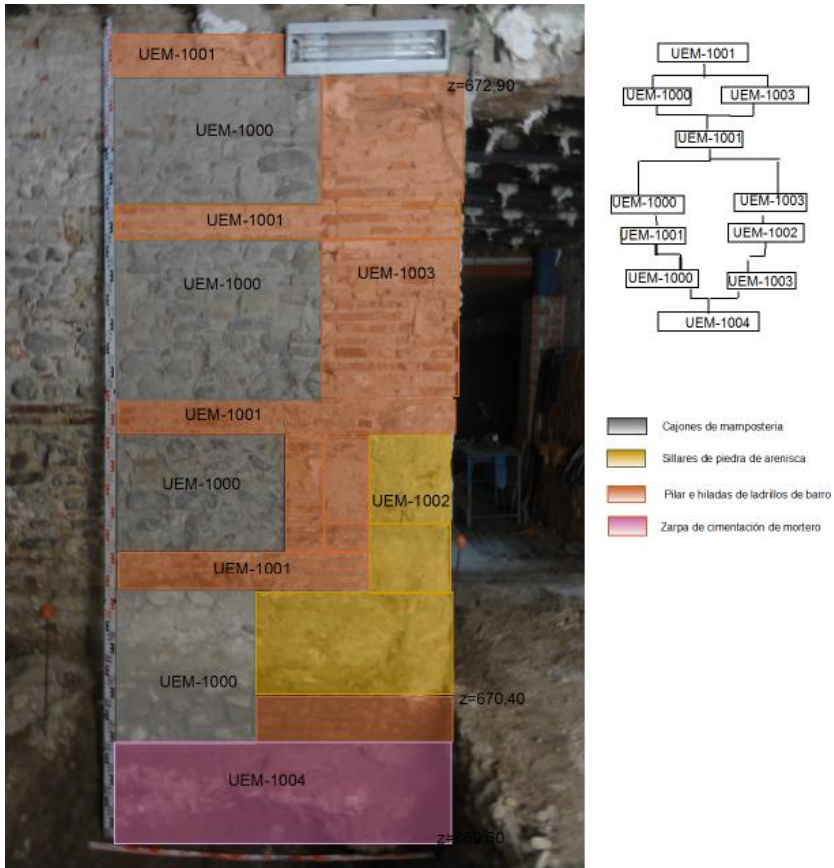 UEM-1001
z=672,90
UEM-1000
UEM-1001
UEM-1003
UEM-1000
UEM-1001
UEM-1000
UEM-1002
UEM-1001
UEM-1000
z=670,40
UEM-1004
z=669,60
UEM-1001
UEM-1000 UEM-1003
UEM-1001
UEM-1000 UEM-1003
UEM-1001 UEM-1002
UEM-1000 UEM-1003
UEM-1004
Cajones de mamposteria
Sillares de piedra de arenisca
Pilar e hiladas de ladrillos de barro
Zarpa de cimentación de mortero